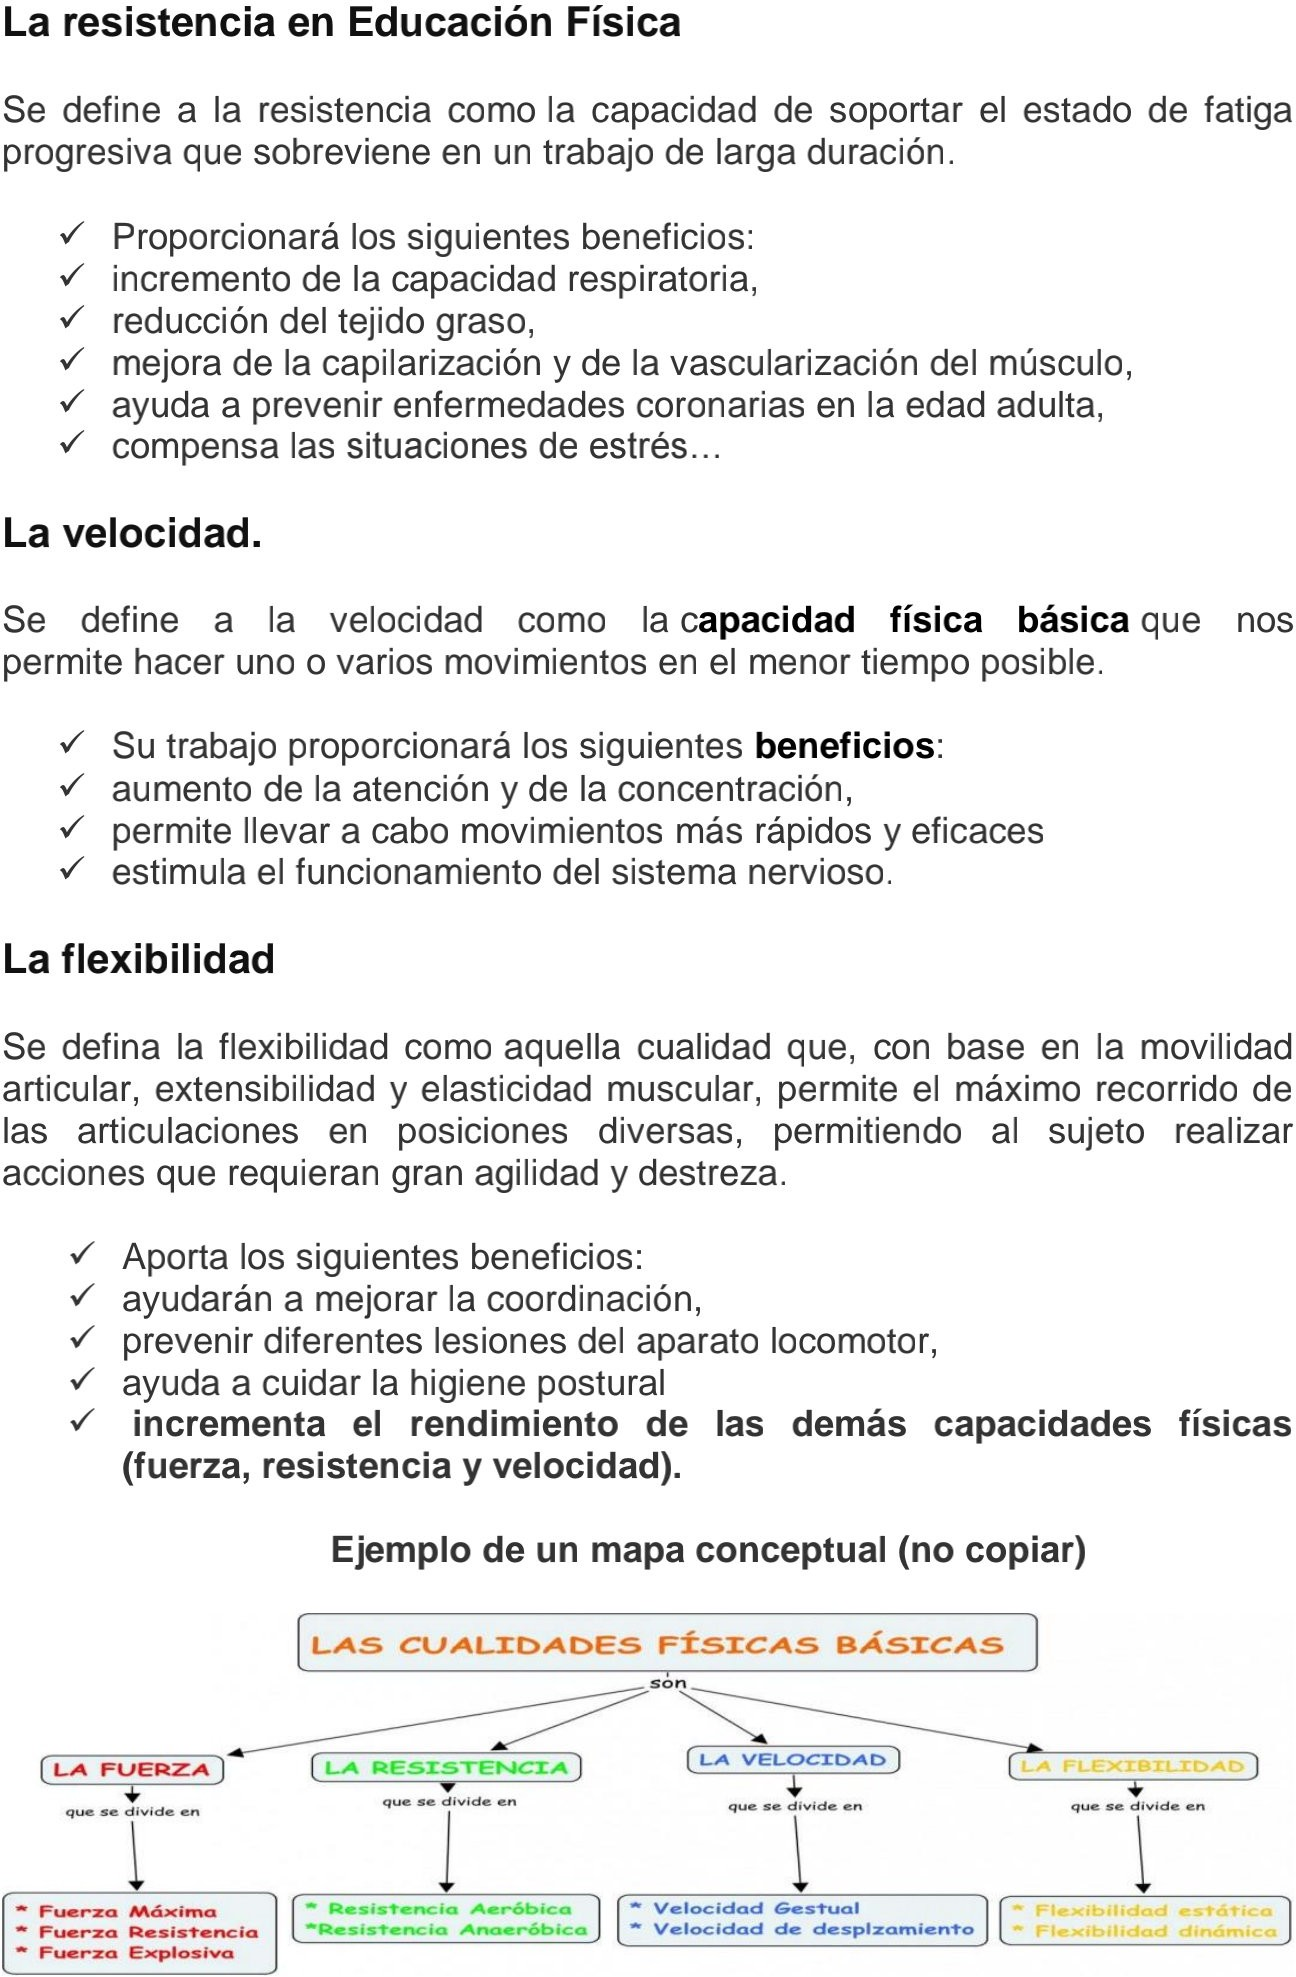 La resistencia en Educación Física
Se define a la resistencia como la capacidad de soportar el estado de fatiga
progresiva que sobreviene en un trabajo de larga duración.
✓ Proporcionará los siguientes beneficios:
✓ incremento de la capacidad respiratoria,
✓ reducción del tejido graso,
✓ mejora de la capilarización y de la vascularización del músculo,
✓ ayuda a prevenir enfermedades coronarias en la edad adulta,
✓ compensa las situaciones de estrés…
La velocidad.
Se define a la velocidad como la capacidad física básica que nos
permite hacer uno o varios movimientos en el menor tiempo posible.
✓ Su trabajo proporcionará los siguientes beneficios:
✓ aumento de la atención y de la concentración,
✓ permite llevar a cabo movimientos más rápidos y eficaces
✓ estimula el funcionamiento del sistema nervioso.
La flexibilidad
Se defina la flexibilidad como aquella cualidad que, con base en la movilidad
articular, extensibilidad y elasticidad muscular, permite el máximo recorrido de
las articulaciones en posiciones diversas, permitiendo al sujeto realizar
acciones que requieran gran agilidad y destreza.
✓ Aporta los siguientes beneficios:
✓ ayudarán a mejorar la coordinación,
✓ prevenir diferentes lesiones del aparato locomotor,
✓ ayuda a cuidar la higiene postural
✓ incrementa el rendimiento de las demás capacidades físicas
(fuerza, resistencia y velocidad).
Ejemplo de un mapa conceptual (no copiar)
LAS CUALIDADES FÍSICAS BÁSICAS
son
LA FUERZA
que se divide en
* Fuerza Máxima
* Fuerza Resistencia
* Fuerza Explosiva
LA RESISTENCIA
que se divide en
* Resistencia Aeróbica
*Resistencia Anaeróbica
LA VELOCIDAD
que se divide en
* Velocidad Gestual
* Velocidad de desplzamiento
LA FLEXIBILIDAD
que se divide en
* Flexibilidad estática
* Flexibilidad dinámica